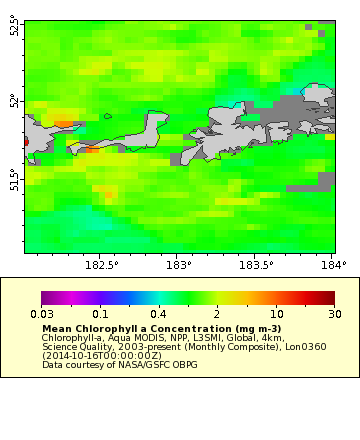 52.5°
52°
51.5°
182.5° 183° 183.5° 184°
0.03 0.1 0.4 2 10 30
Mean Chlorophyll a Concentration (mg m-3)
Chlorophyll-a, Aqua MODIS, NPP, L3SMI, Global, 4km,
Science Quality, 2003-present (Monthly Composite), Lon0360
(2014-10-16T00:00:00Z)
Data courtesy of NASA/GSFC OBPG